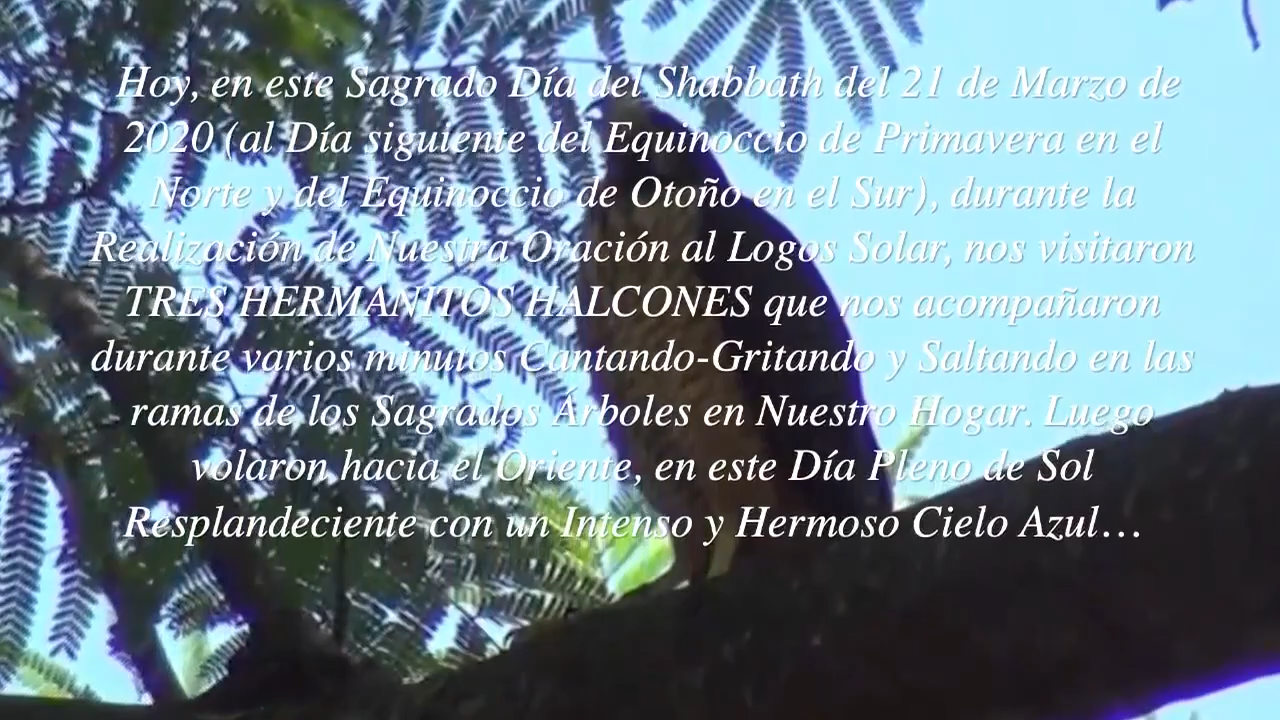 Hoy, en este Sagrado Día del Shabbath del 21 de Marzo de
2020 (al Día siguiente del Equinoccio de Primavera en el
Norte y del Equinoccio de Otoño en el Sur), durante la
Realización de Nuestra Oración al Logos Solar, nos visitaron
TRES HERMANITOS HALCONES que nos acompañaron
durante varios minutos Cantando-Gritando y Saltando en las
ramas de los Sagrados Árboles en Nuestro Hogar. Luego
volaron hacia el Oriente, en este Día Pleno de Sol
Resplandeciente con un Intenso y Hermoso Cielo Azul…